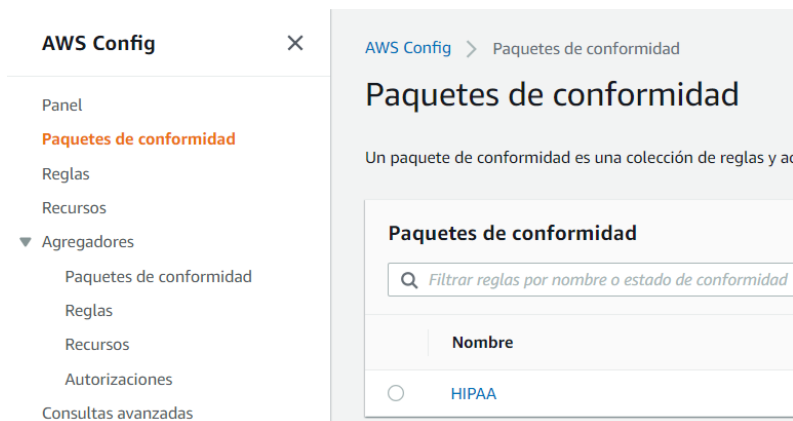 AWS Config
Panel
Paquetes de conformidad
Reglas
Recursos
Agregadores
Paquetes de conformidad
Reglas
Recursos
Autorizaciones
Consultas avanzadas
AWS Config > Paquetes de conformidad
Paquetes de conformidad
Un paquete de conformidad es una colección de reglas y
Paquetes de conformidad
Filtrar reglas por nombre o estado de conformidad
Nombre
HIPAA